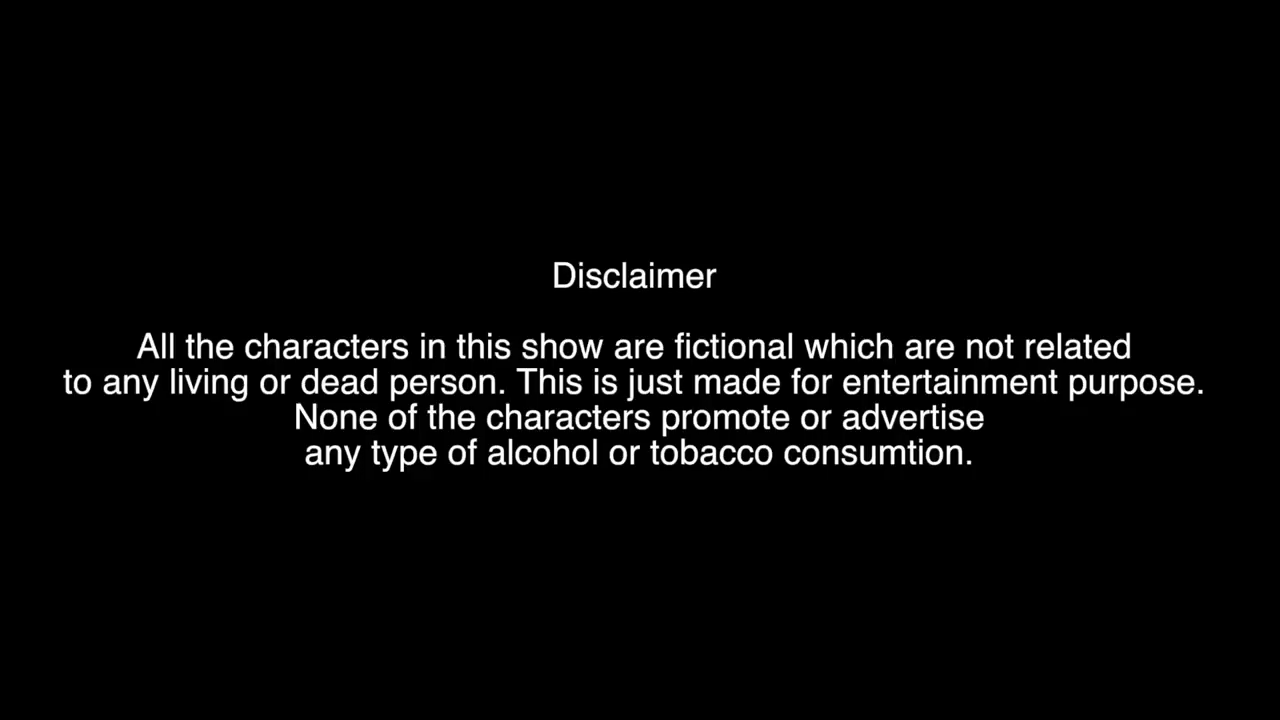 Disclaimer
All the characters in this show are fictional which are not related
to any living or dead person. This is just made for entertainment purpose.
None of the characters promote or advertise
any type of alcohol or tobacco consumtion.